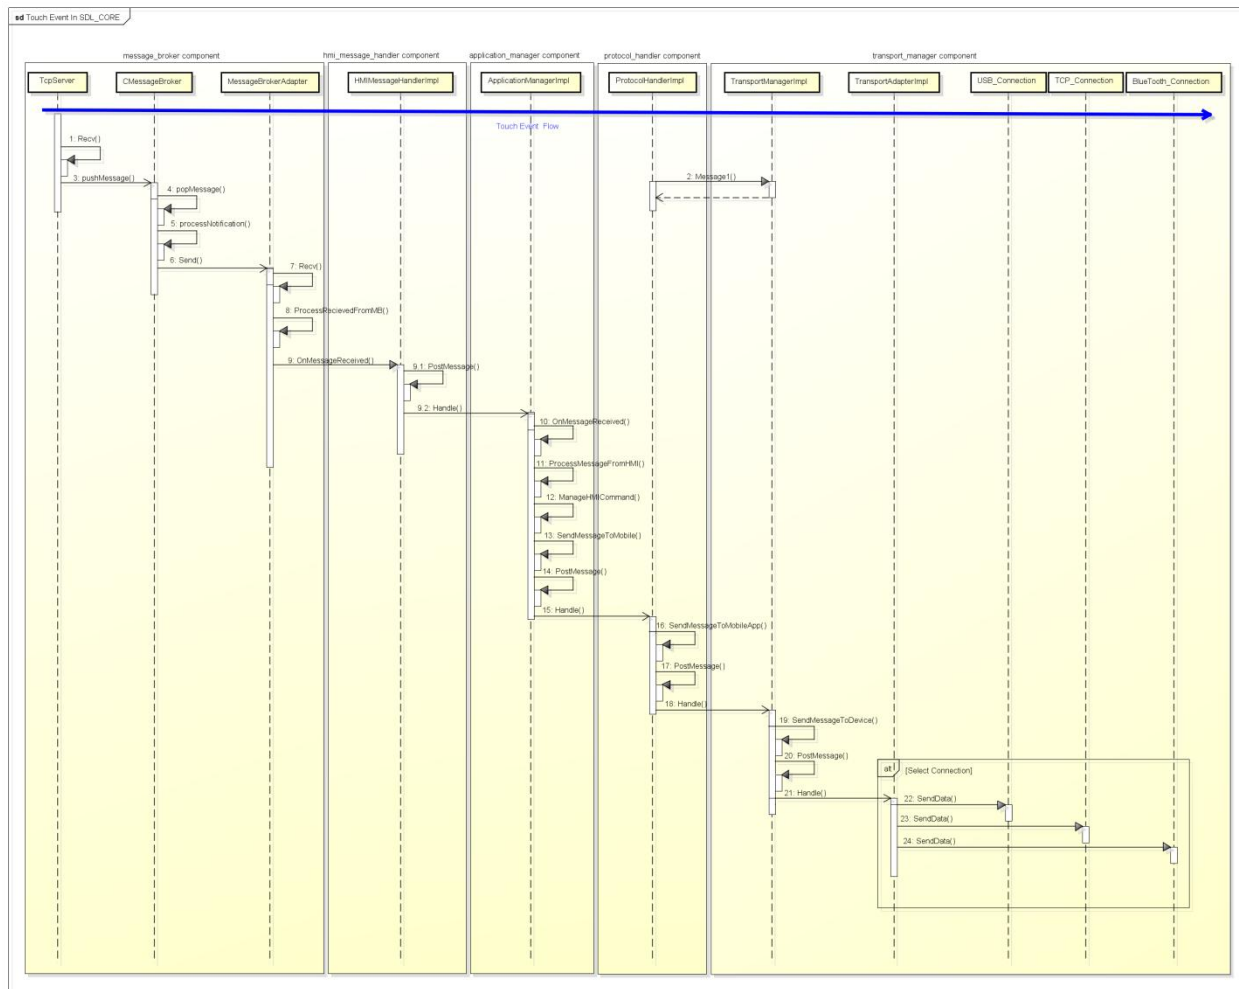 sd Touch Event In SDL_CORE
message_broker component
hmi_message_handler component
application_manager component
protocol_handler component
transport_manager component
TcpServer
CMessageBroker
MessageBrokerAdapter
HMIMessageHandlerImpl
ApplicationManagerImpl
ProtocolHandlerImpl
TransportManagerImpl
TransportAdapterImpl
USB_Connection
TCP_Connection
BlueTooth_Connection
Touch Event Flow
1: Recv()
2: Message1()
3: pushMessage()
4: popMessage()
5: processNotification()
6: Send()
7: Recv()
8: ProcessRecievedFromMB()
9: OnMessageReceived()
9.1: PostMessage()
9.2: Handle()
10: OnMessageReceived()
11: ProcessMessageFromHMI()
12: ManageHMICommand()
13: SendMessageToMobile()
14: PostMessage()
15: Handle()
16: SendMessageToMobileApp()
17: PostMessage()
18: Handle()
19: SendMessageToDevice()
20: PostMessage()
at
[Select Connection]
21: Handle()
22: SendData()
23: SendData()
24: SendData()